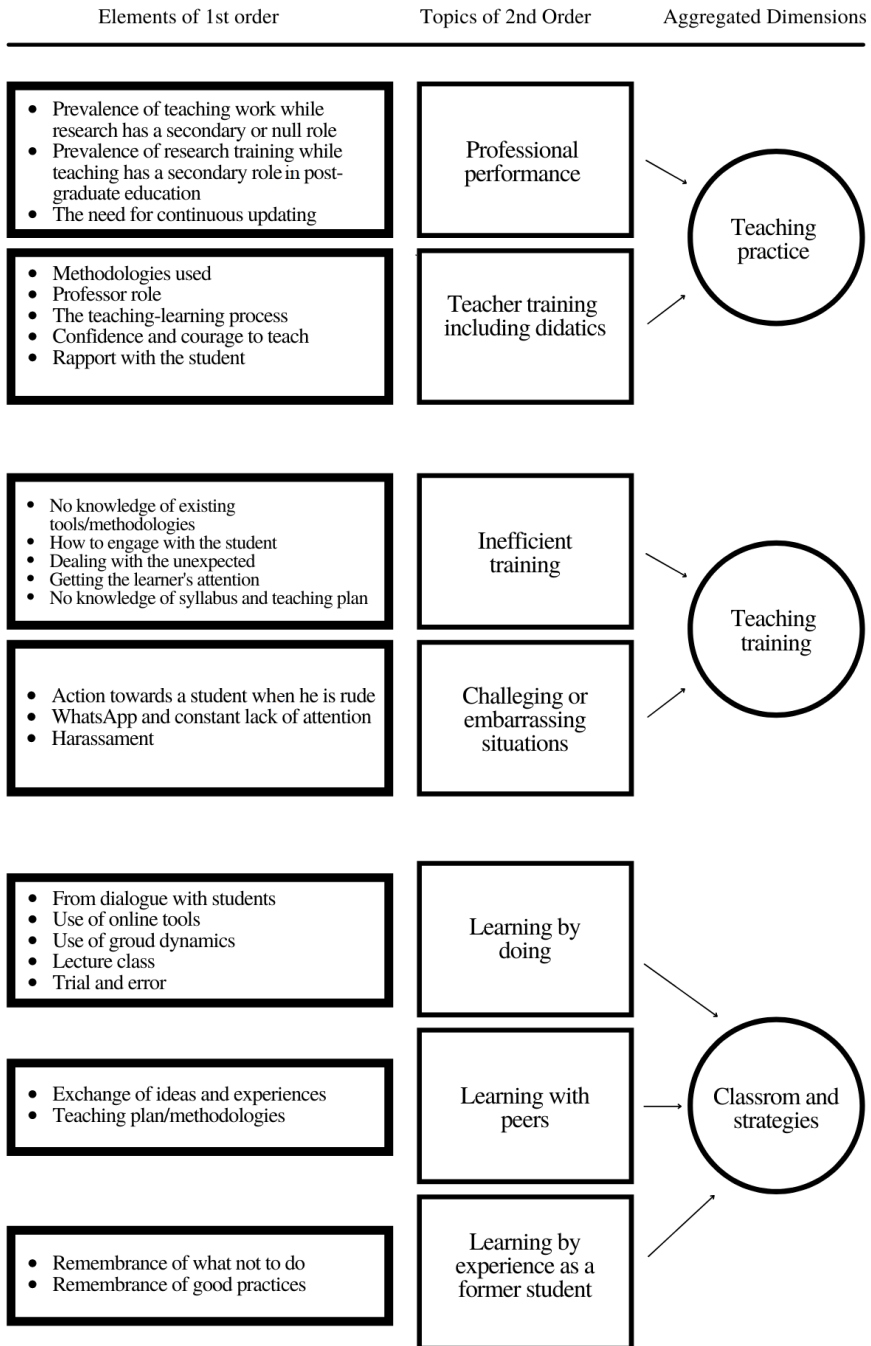 Elements of 1st order
Topics of 2nd Order
Aggregated Dimensions
• Prevalence of teaching work while
research has a secondary or null role
• Prevalence of research training while
teaching has a secondary role in post-
graduate education
• The need for continuous updating
Professional
performance
• Methodologies used
• Professor role
• The teaching-learning process
• Confidence and courage to teach
• Rapport with the student
Teacher training
including didatics
Teaching
practice
• No knowledge of existing
tools/methodologies
• How to engage with the student
• Dealing with the unexpected
• Getting the learner's attention
• No knowledge of syllabus and teaching plan
Inefficient
training
• Action towards a student when he is rude
• WhatsApp and constant lack of attention
• Harassament
Challeging or
embarrassing
situations
Teaching
training
• From dialogue with students
• Use of online tools
• Use of groud dynamics
• Lecture class
• Trial and error
Learning by
doing
• Exchange of ideas and experiences
• Teaching plan/methodologies
Learning with
peers
• Remembrance of what not to do
• Remembrance of good practices
Learning by
experience as a
former student
Classrom and
strategies